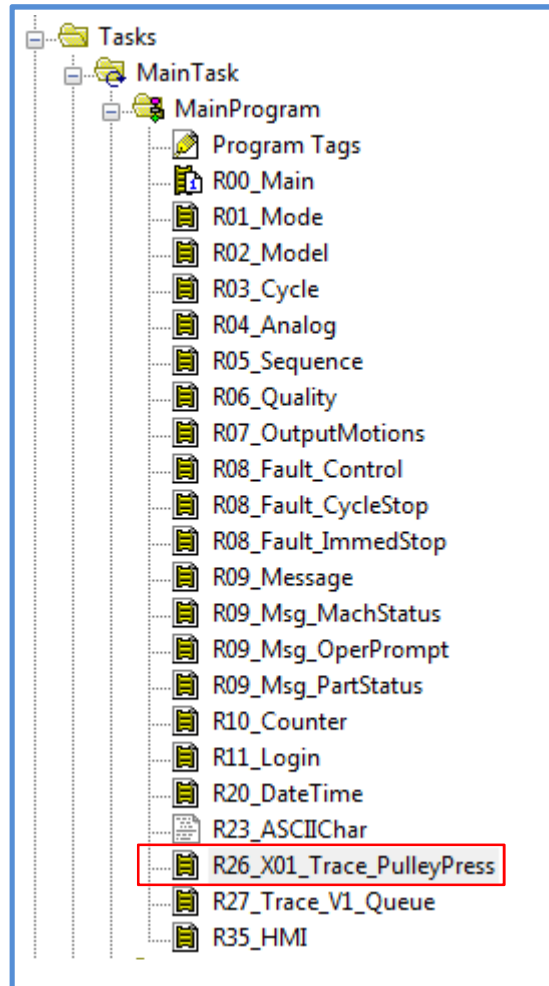 Tasks
MainTask
MainProgram
Program Tags
R00_Main
R01_Mode
R02_Model
R03_Cycle
R04_Analog
R05_Sequence
R06_Quality
R07_OutputMotions
R08_Fault_Control
R08_Fault_CycleStop
R08_Fault_ImmedStop
R09_Message
R09_Msg_MachStatus
R09_Msg_OperPrompt
R09_Msg_PartStatus
R10_Counter
R11_Login
R20_DateTime
R23_ASCIIChar
R26_X01_Trace_PulleyPress
R27_Trace_V1_Queue
R35_HMI